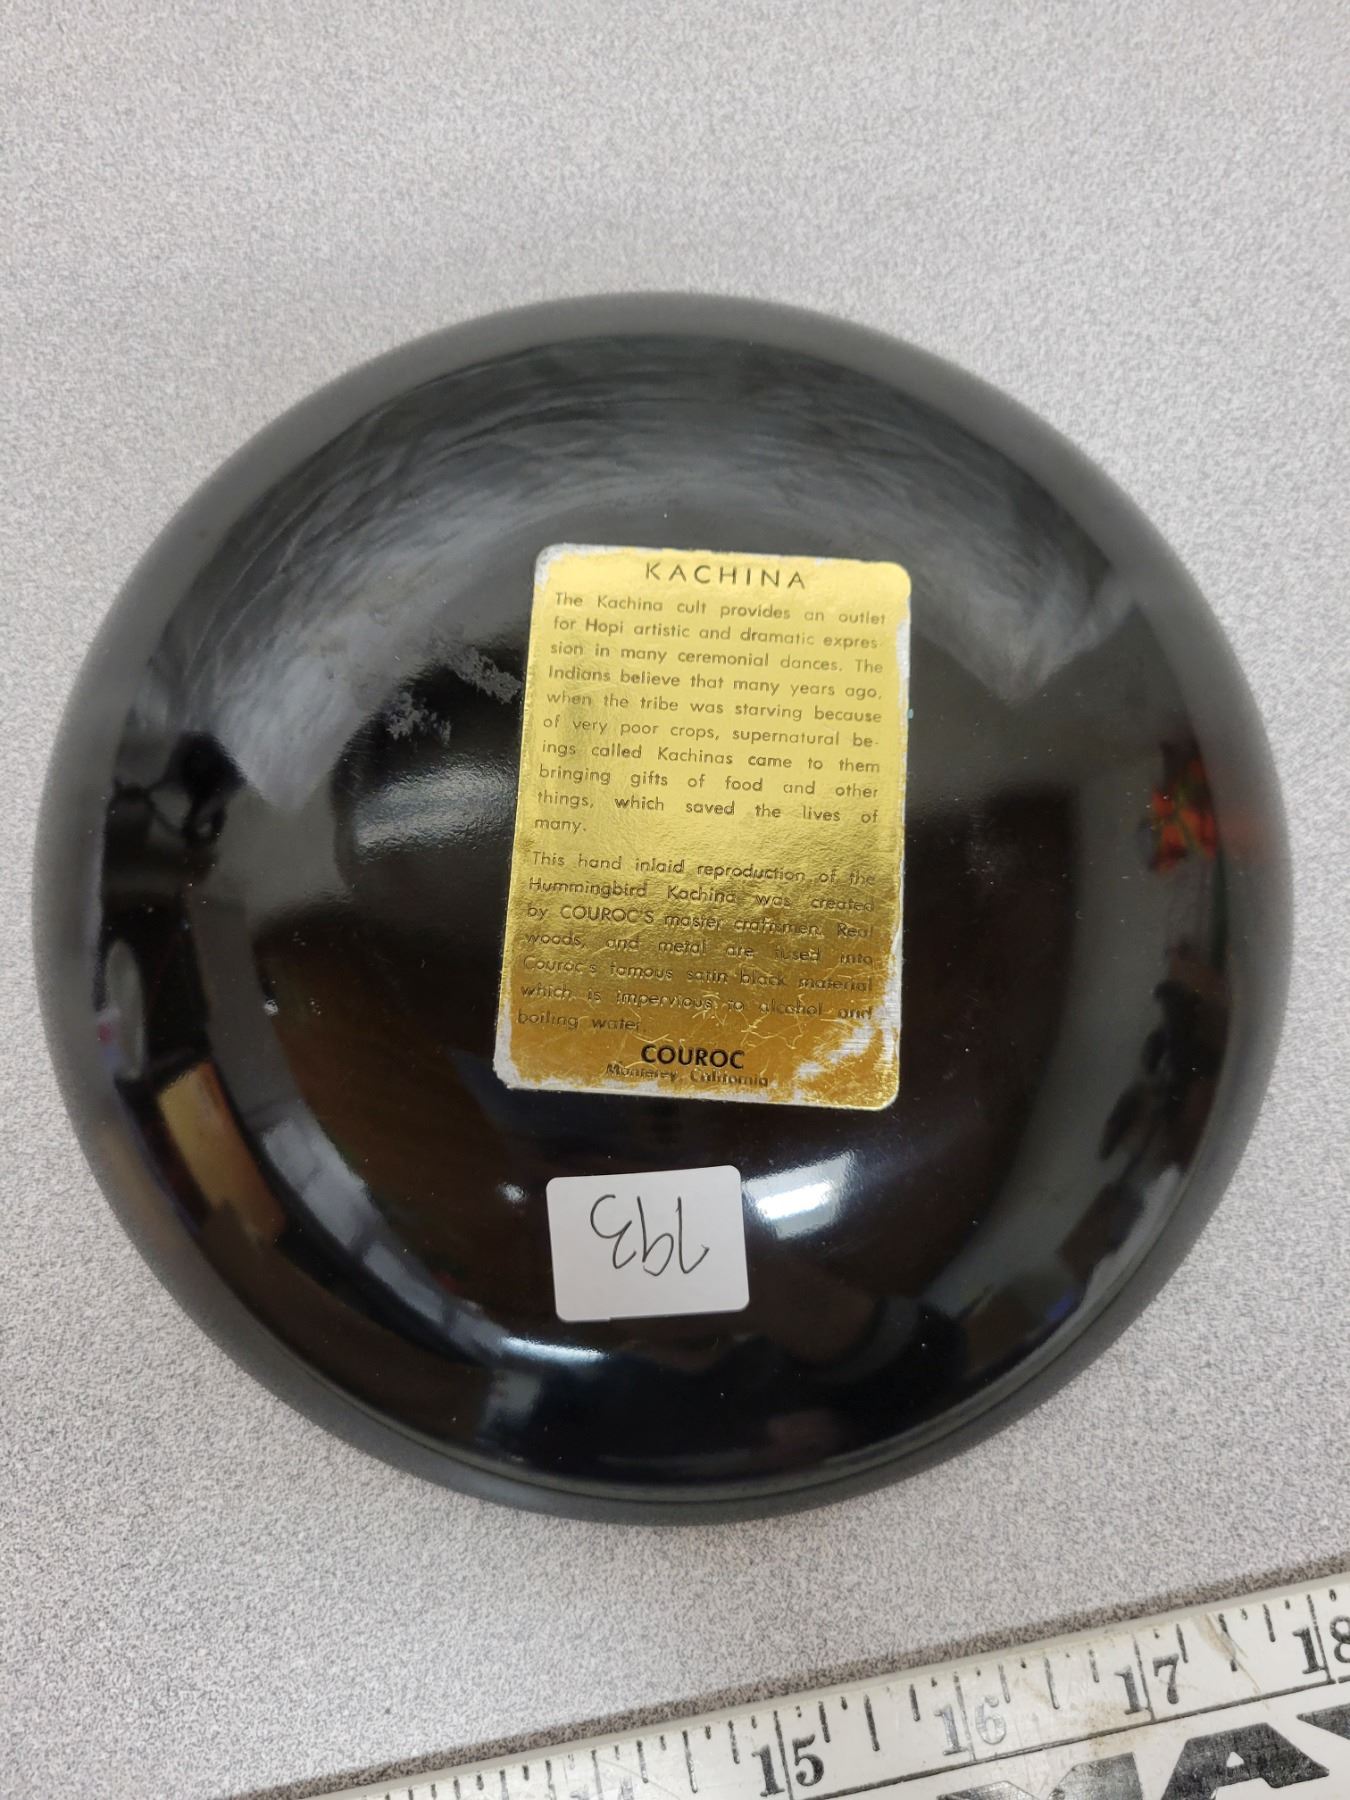 KACHINA
The Kachina cult provides an outlet
for Hopi artistic and dramatic expres-
sion in many ceremonial dances. The
Indians believe that many years ago,
when the tribe was starving because
of very poor crops, supernatural be-
ings called Kachinas came to them
bringing gifts of food and other
things, which saved the lives of
many.
This hand inlaid reproduction of the
Hummingbird Kachina was created
by COUROC'S master craftsmen. Real
woods, and metal are fused into
Couroc's famous satin black material
which is impervious to alcohol and
boiling water.
COUROC
Monterey, California
793
15 16 17 18